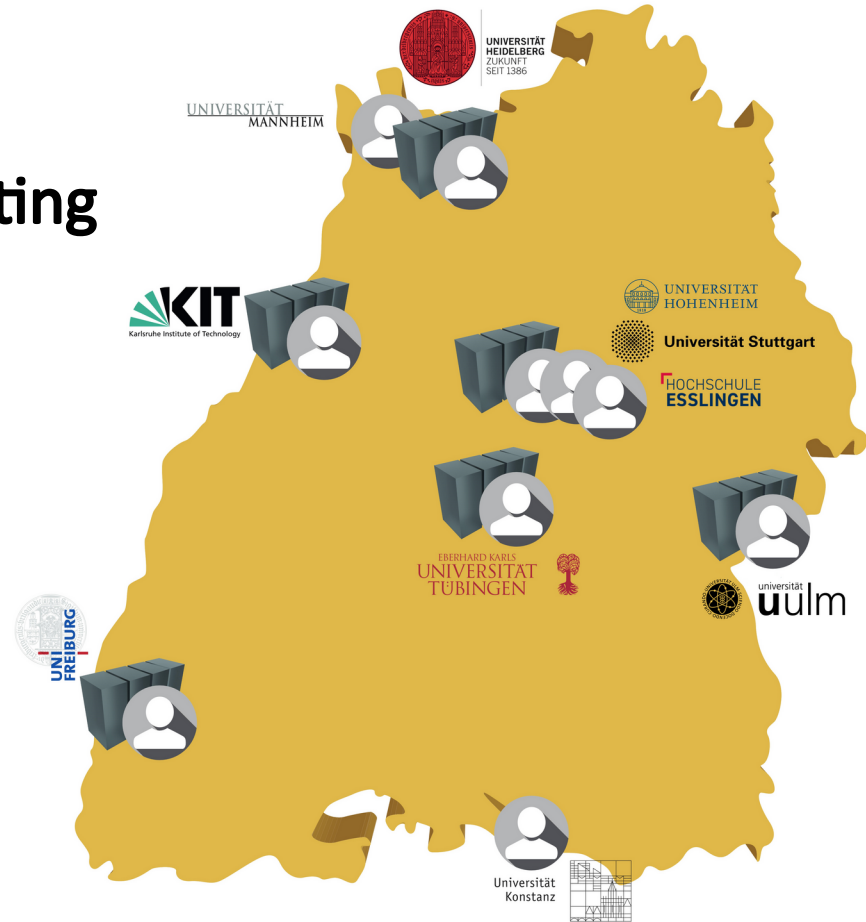 UNIVERSITÄT
HEIDELBERG
ZUKUNFT
SEIT 1386
UNIVERSITÄT
MANNHEIM
ting
KIT
Karlsruhe Institute of Technology
UNIVERSITÄT
HOHENHEIM
Universität Stuttgart
HOCHSCHULE
ESSLINGEN
EBERHARD KARLS
UNIVERSITÄT
TÜBINGEN
universität
uulm
UNI
FREIBURG
Universität
Konstanz